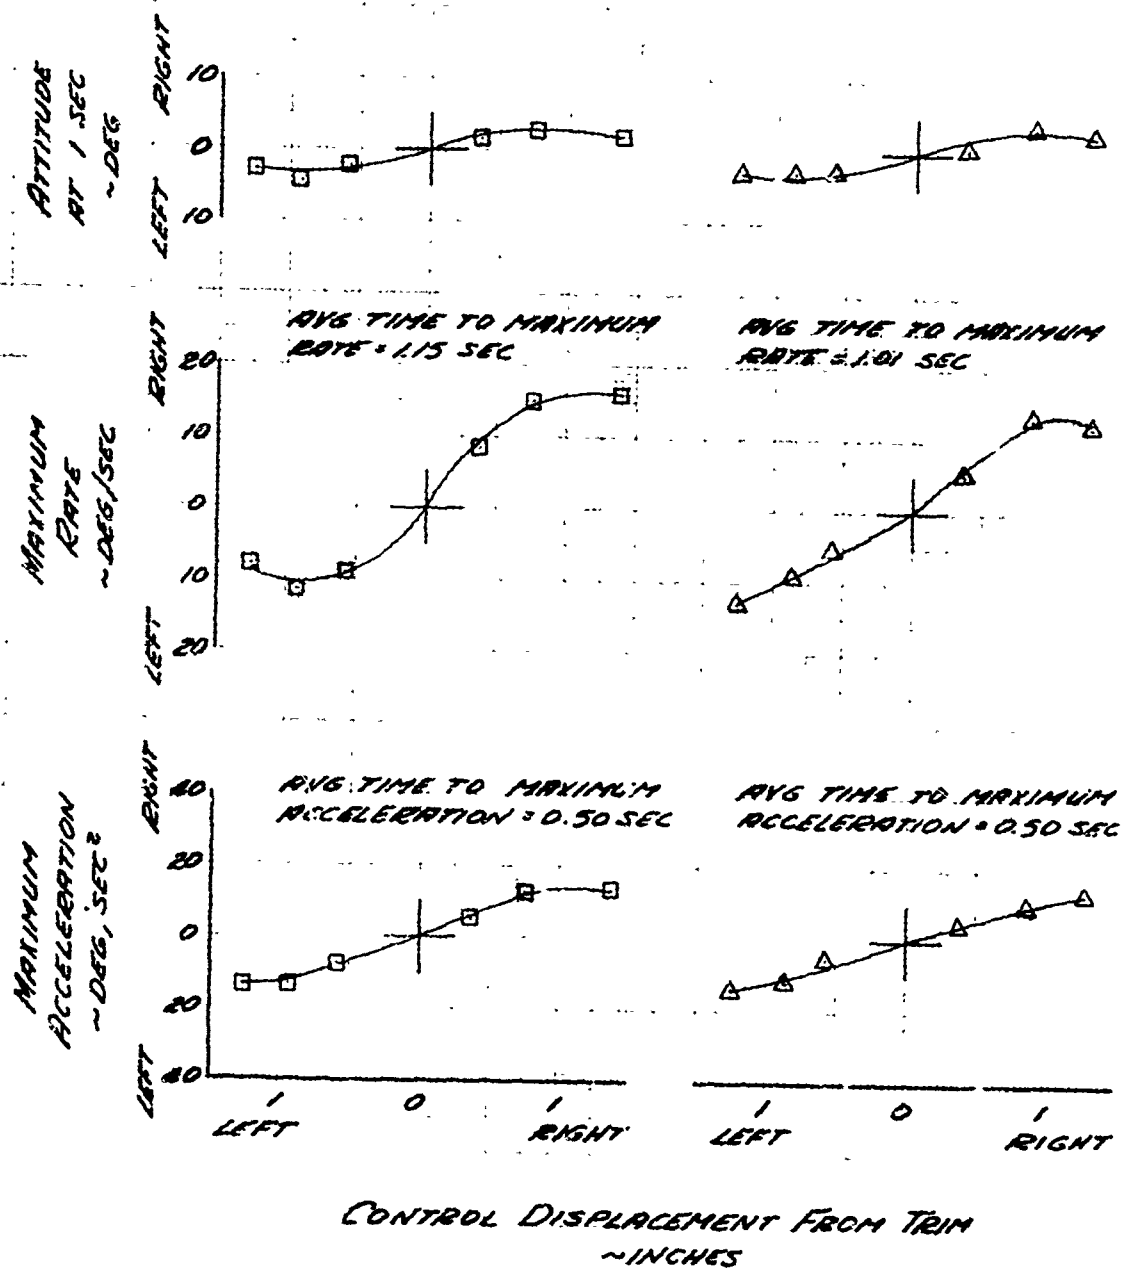 ATTITUDE
AT 1 SEC
~DEG
RIGHT
LEFT
10
0
10
AVG TIME TO MAXIMUM
RATE = 1.15 SEC
AVG TIME TO MAXIMUM
RATE = 1.01 SEC
MAXIMUM
RATE
~DEG/SEC
RIGHT
LEFT
20
10
0
10
20
AVG TIME TO MAXIMUM
ACCELERATION = 0.50 SEC
AVG TIME TO MAXIMUM
ACCELERATION = 0.50 SEC
MAXIMUM
ACCELERATION
~DEG/SEC²
RIGHT
LEFT
40
20
0
20
40
1 0 1
LEFT RIGHT
1 0 1
LEFT RIGHT
CONTROL DISPLACEMENT FROM TRIM
~INCHES